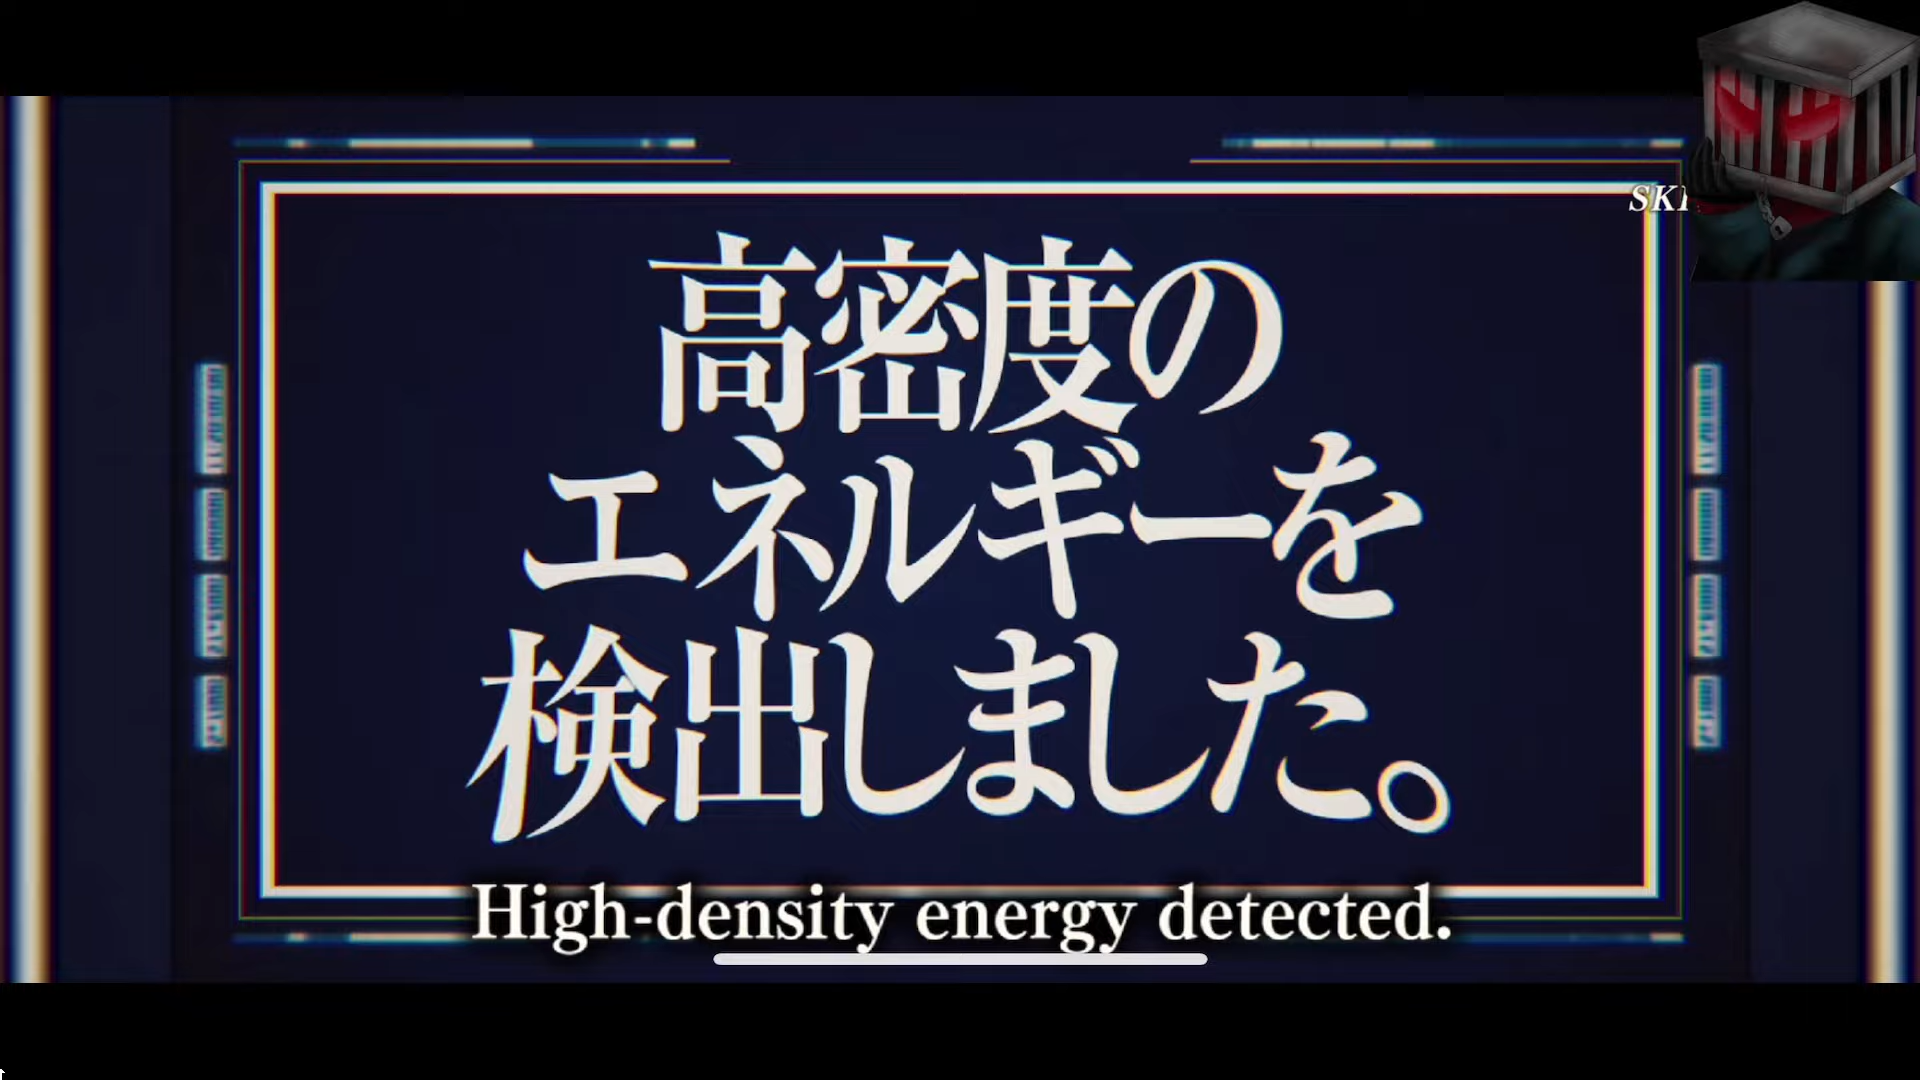 高密度の
エネルギーを
検出しました。
High-density energy detected.